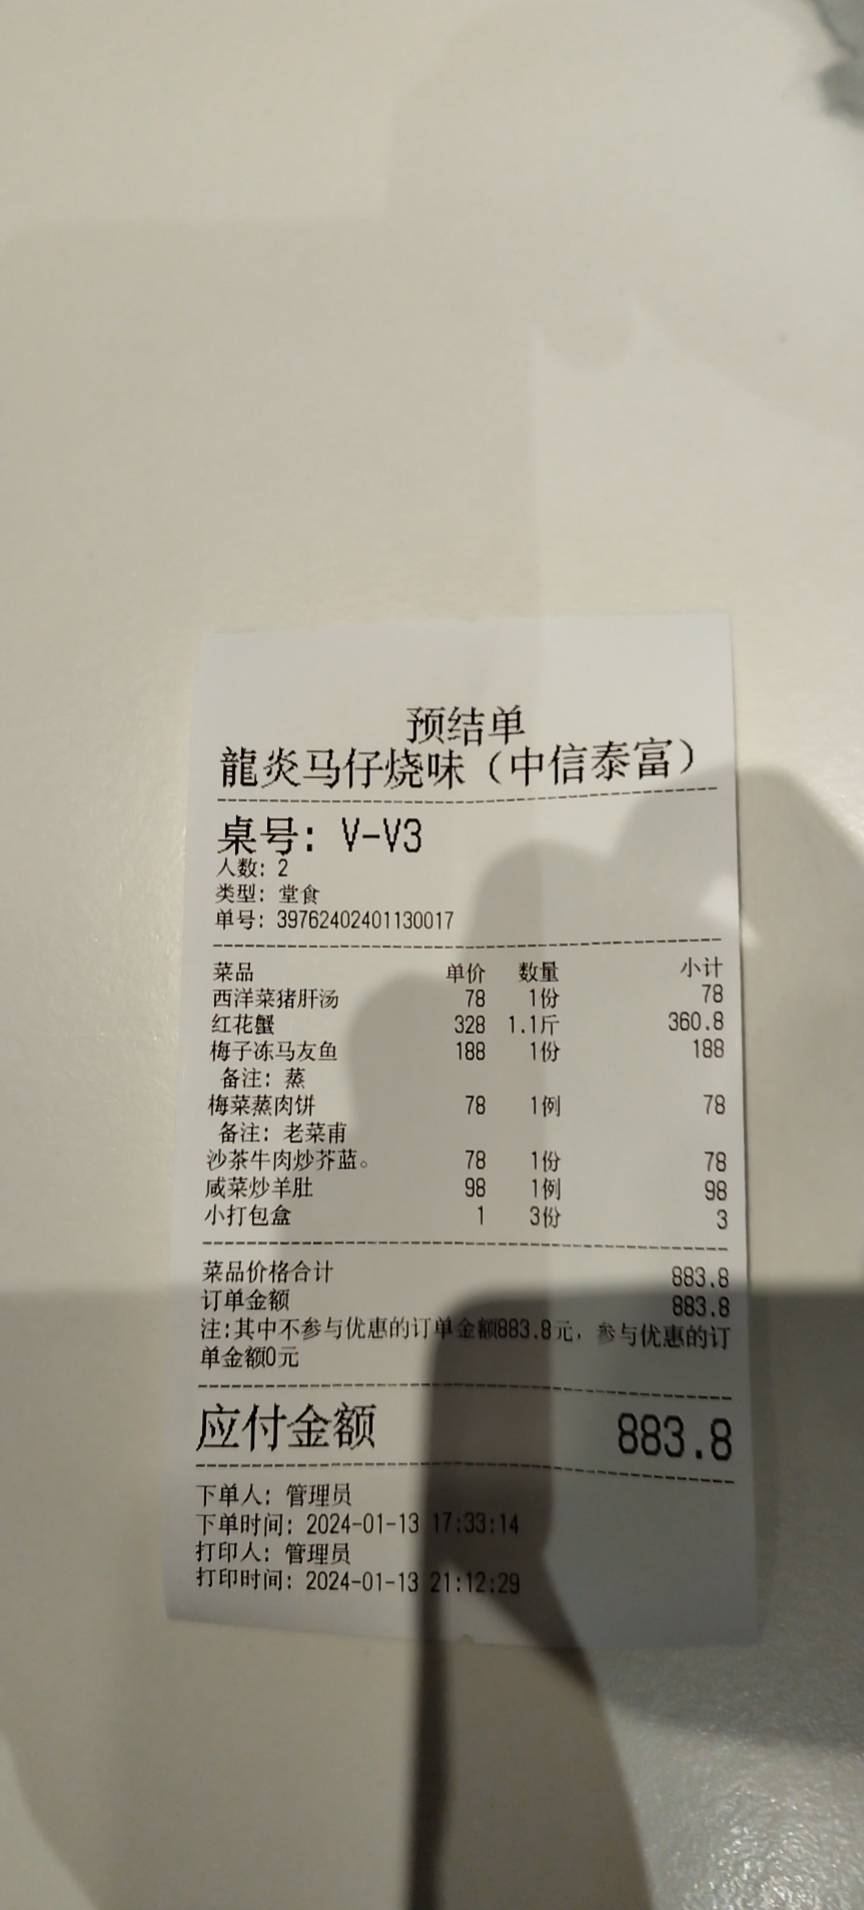 预结单
龍炎马仔烧味（中信泰富）
桌号: V-V3
人数: 2
类型: 堂食
单号: 39762402401130017
菜品 单价 数量 小计
西洋菜猪肝汤 78 1份 78
红花蟹 328 1.1斤 360.8
梅子冻马友鱼 188 1份 188
备注: 蒸
梅菜蒸肉饼 78 1例 78
备注: 老菜甫
沙茶牛肉炒芥蓝。 78 1份 78
咸菜炒羊肚 98 1例 98
小打包盒 1 3份 3
菜品价格合计 883.8
订单金额 883.8
注:其中不参与优惠的订单金额883.8元，参与优惠的订
单金额0元
应付金额 883.8
下单人: 管理员
下单时间: 2024-01-13 17:33:14
打印人: 管理员
打印时间: 2024-01-13 21:12:29